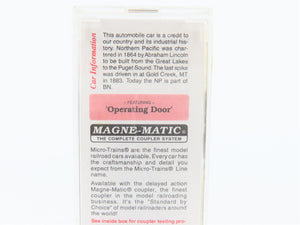 This automobile car is a credit to
our country and its industrial his-
tory. Northern Pacific was char-
tered in 1864 by Abraham Lincoln
to be built from the Great Lakes
to the Puget Sound. The last spike
was driven in at Gold Creek, MT
in 1883. Today the NP is part of
BN.
Car Information
- FEATURING -
'Operating Door'
MAGNE-MATIC®
THE COMPLETE COUPLER SYSTEM
Micro-Trains® are the finest model
railroad cars available. Every car has
the craftsmanship and detail you
expect from the Micro-Trains® Line
name.
Available with the delayed action
Magne-Matic® coupler, the finest
coupler in the model railroading
business. It's the "Standard by
Choice" of model railroaders around
the world!
See inside box for coupler testing pro-